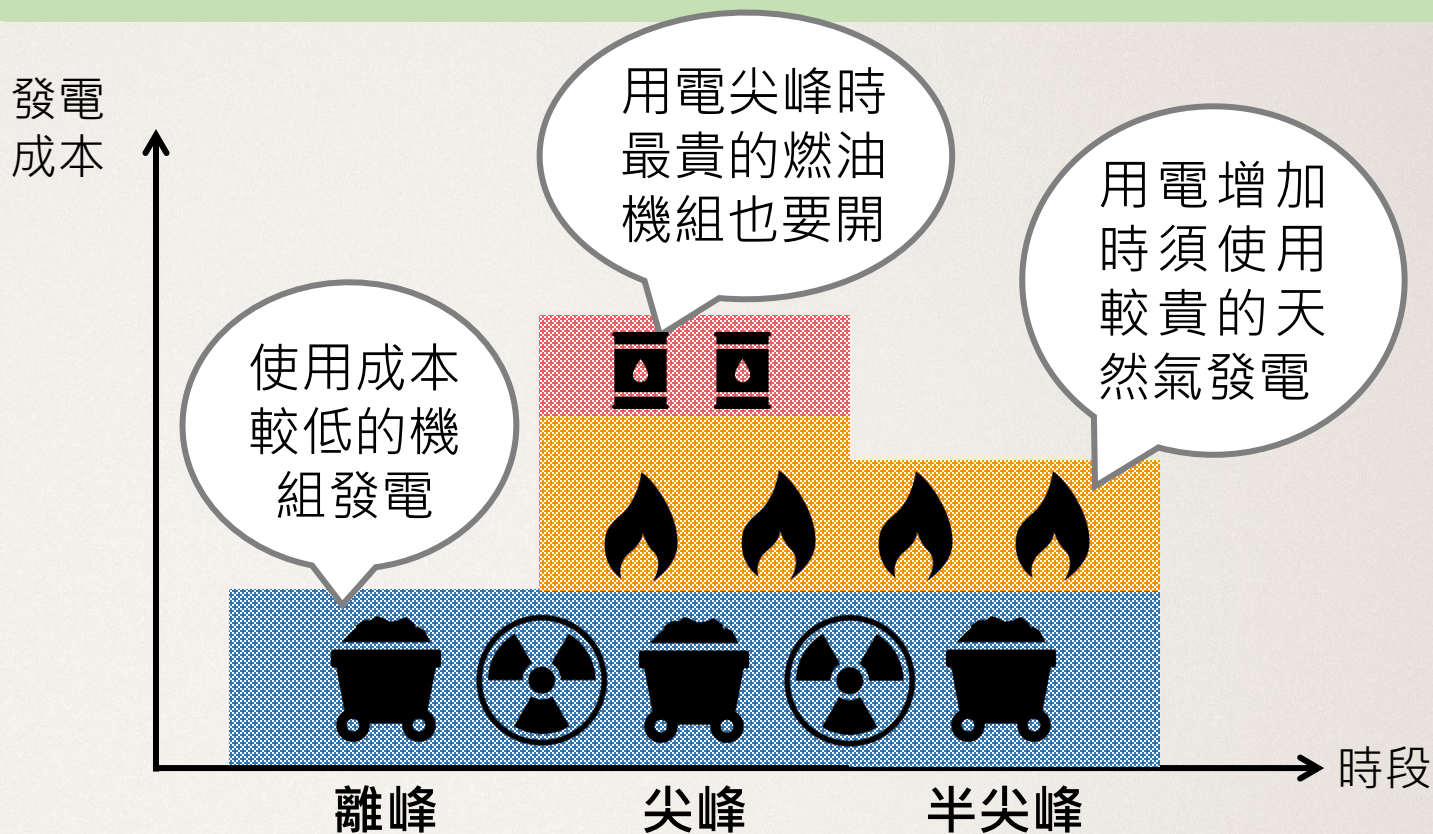 發電
成本
用電尖峰時
最貴的燃油
機組也要開
用電增加
時須使用
較貴的天
然氣發電
使用成本
較低的機
組發電
時段
離峰
尖峰
半尖峰